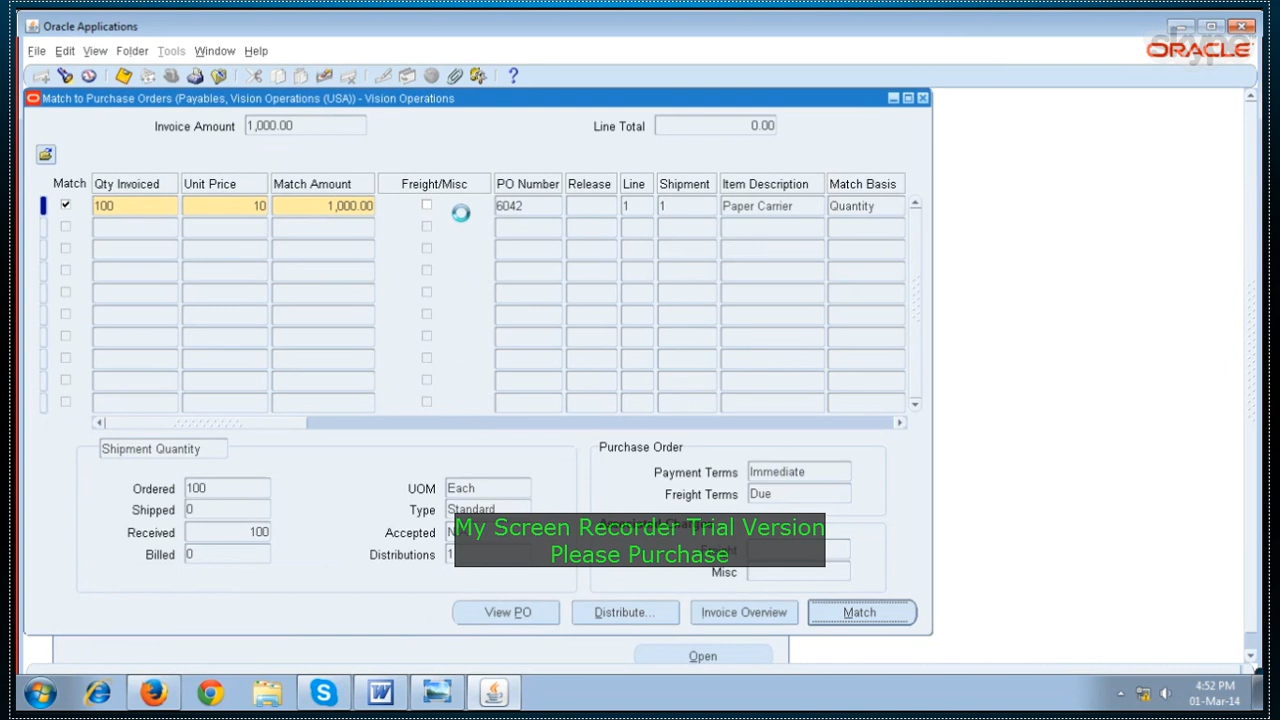 Oracle Applications
File Edit View Folder Tools Window Help
skype
ORACLE
Match to Purchase Orders (Payables, Vision Operations (USA)) - Vision Operations
Invoice Amount 1,000.00 Line Total 0.00
Match Qty Invoiced Unit Price Match Amount Freight/Misc PO Number Release Line Shipment Item Description Match Basis
100 10 1,000.00 6042 1 1 Paper Carrier Quantity
Shipment Quantity
Purchase Order
Payment Terms Immediate
Freight Terms Due
Ordered 100 UOM Each
Shipped 0 Type Standard
Received 100 Accepted
Billed 0 Distributions 1
Misc
My Screen Recorder Trial Version
Please Purchase
View PO Distribute... Invoice Overview Match
Open
4:52 PM
01-Mar-14